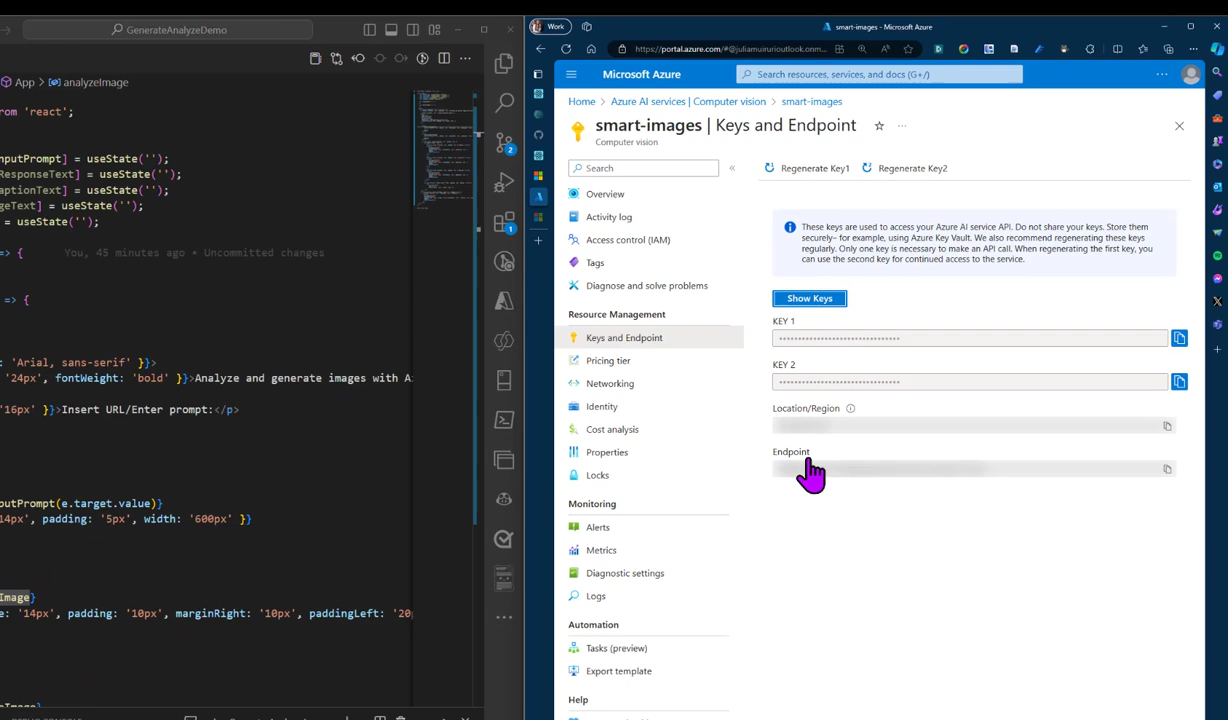 GenerateAnalyzeDemo
App > analyzeImage
from 'react';
nputPrompt] = useState('');
ResponseText] = useState('');
aptionText] = useState('');
geText] = useState('');
= useState('');
=> {
You, 45 minutes ago • Uncommitted changes
=> {
: 'Arial, sans-serif' }}>
'24px', fontWeight: 'bold' }}>Analyze and generate images with A
'16px' }}>Insert URL/Enter prompt:</p>
putPrompt(e.target.value)}
'14px', padding: '5px', width: '600px' }}
Image}
e: '14px', padding: '10px', marginRight: '10px', paddingLeft: '20
2
1
Work
smart-images - Microsoft Azure
https://portal.azure.com/#@juliamuirurioutlook.onm...
Microsoft Azure
Search resources, services, and docs (G+/)
Home > Azure AI services | Computer vision > smart-images
smart-images | Keys and Endpoint
Computer vision
Search
Overview
Activity log
Access control (IAM)
Tags
Diagnose and solve problems
Resource Management
Keys and Endpoint
Pricing tier
Networking
Identity
Cost analysis
Properties
Locks
Monitoring
Alerts
Metrics
Diagnostic settings
Logs
Automation
Tasks (preview)
Export template
Help
Regenerate Key1
Regenerate Key2
These keys are used to access your Azure AI service API. Do not share your keys. Store them
securely– for example, using Azure Key Vault. We also recommend regenerating these keys
regularly. Only one key is necessary to make an API call. When regenerating the first key, you
can use the second key for continued access to the service.
Show Keys
KEY 1
KEY 2
Location/Region
Endpoint